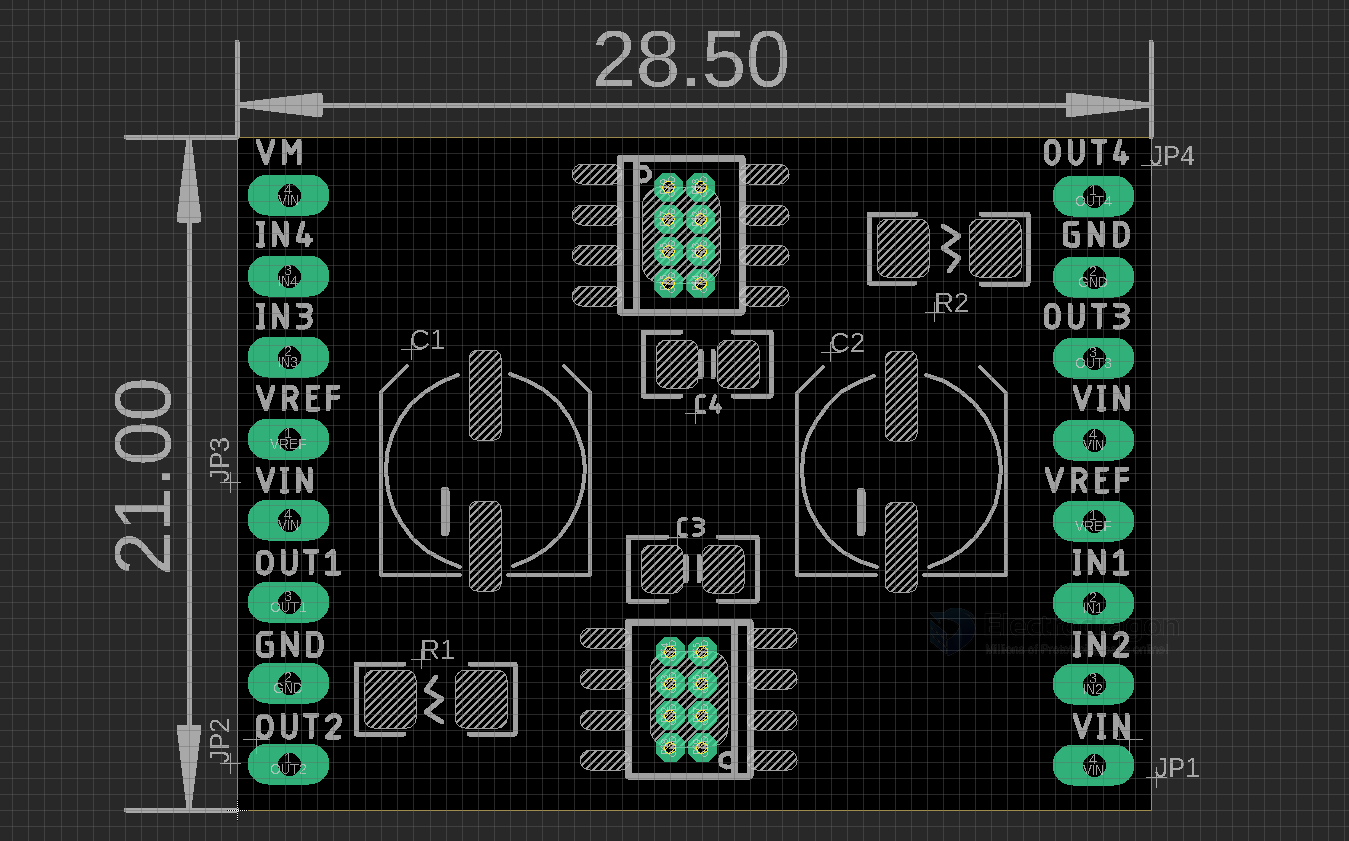 28.50
21.00
VM
4
VIN
IN4
3
IN4
IN3
2
IN3
VREF
1
VREF
JP3
VIN
4
VIN
OUT1
3
OUT1
GND
2
GND
JP2
OUT2
1
OUT2
C1
C4
C2
C3
R1
R2
OUT4
JP4
1
OUT4
GND
2
GND
OUT3
3
OUT3
VIN
4
VIN
VREF
1
VREF
IN1
2
IN1
Electrodragon
IN2
3
IN2
VIN
4
VIN
JP1